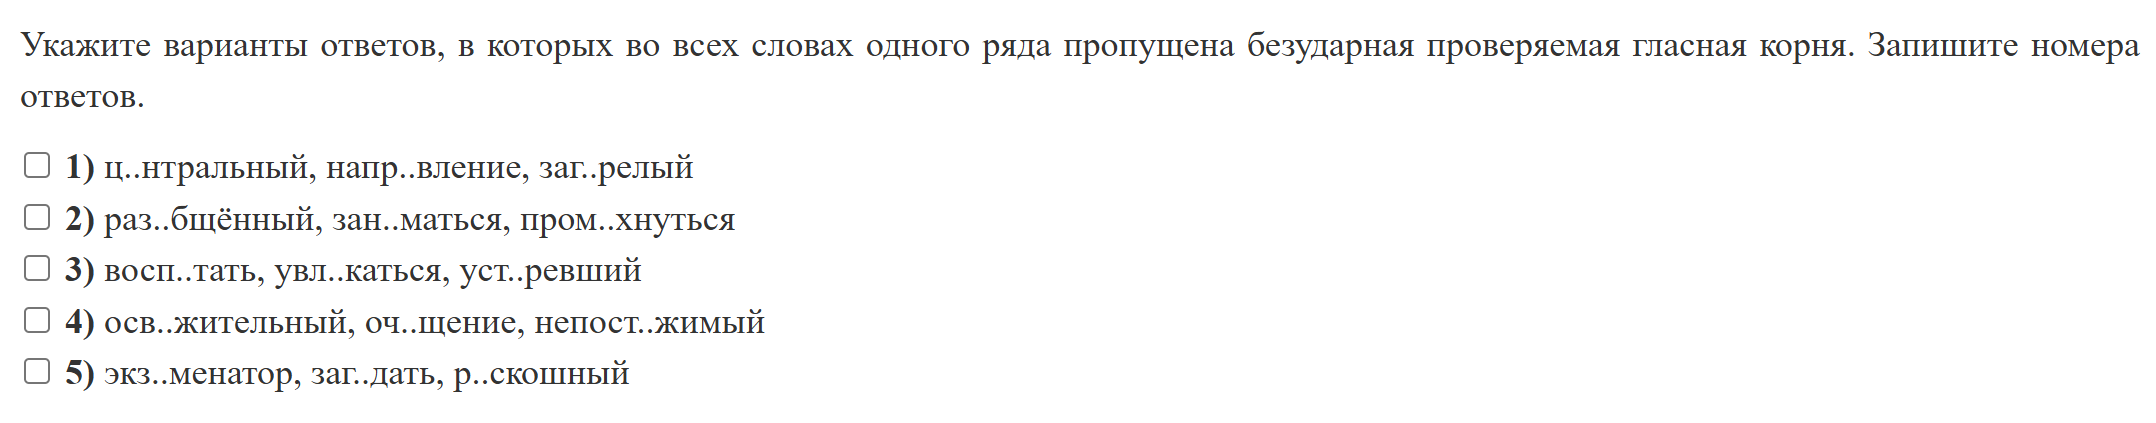 Укажите варианты ответов, в которых во всех словах одного ряда пропущена безударная проверяемая гласная корня. Запишите номера
ответов.
1) ц..нтральный, напр..вление, заг..релый
2) раз..бщённый, зан..маться, пром..хнуться
3) восп..тать, увл..каться, уст..ревший
4) осв..жительный, оч..щение, непост..жимый
5) экз..менатор, заг..дать, р..скошный